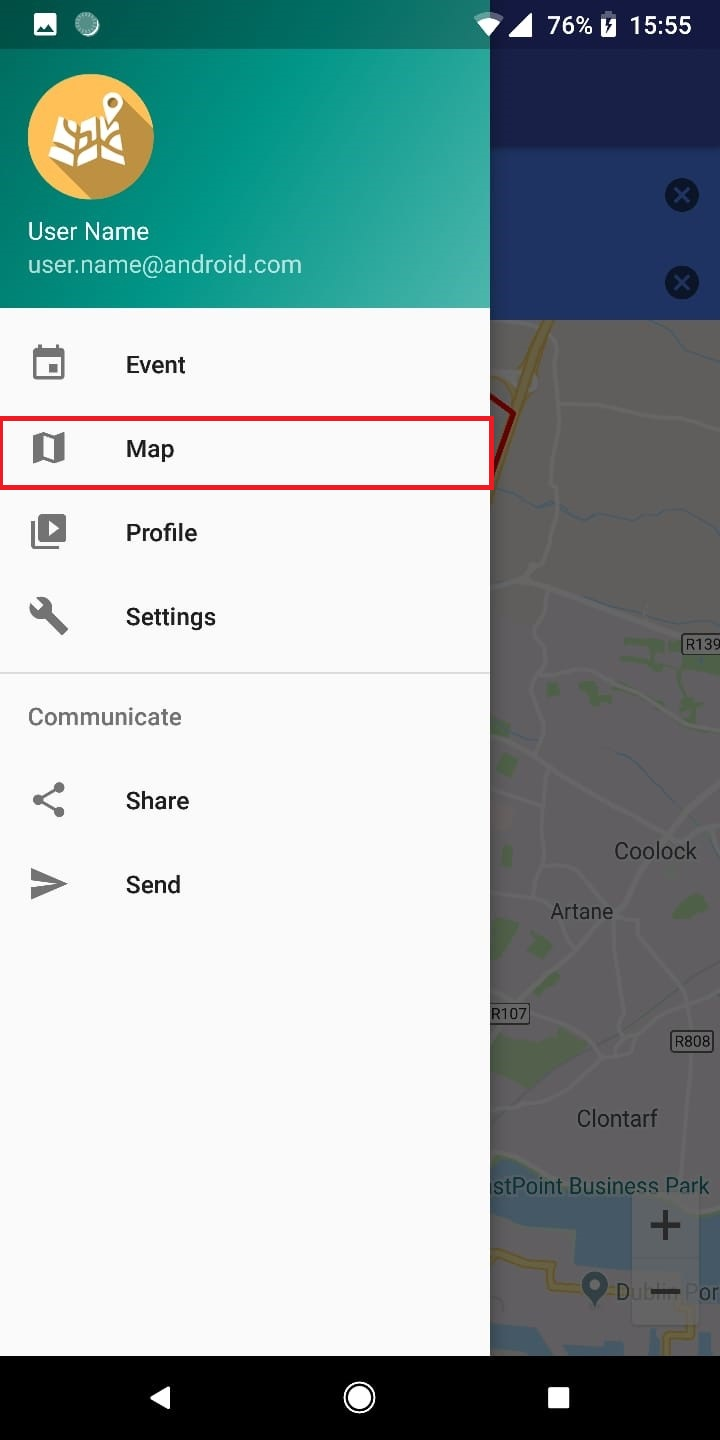 76% 15:55
User Name
user.name@android.com
Event
Map
Profile
Settings
Communicate
Share
Send
R139
Coolock
Artane
R107
R808
Clontarf
stPoint Business Park
Dublin Por